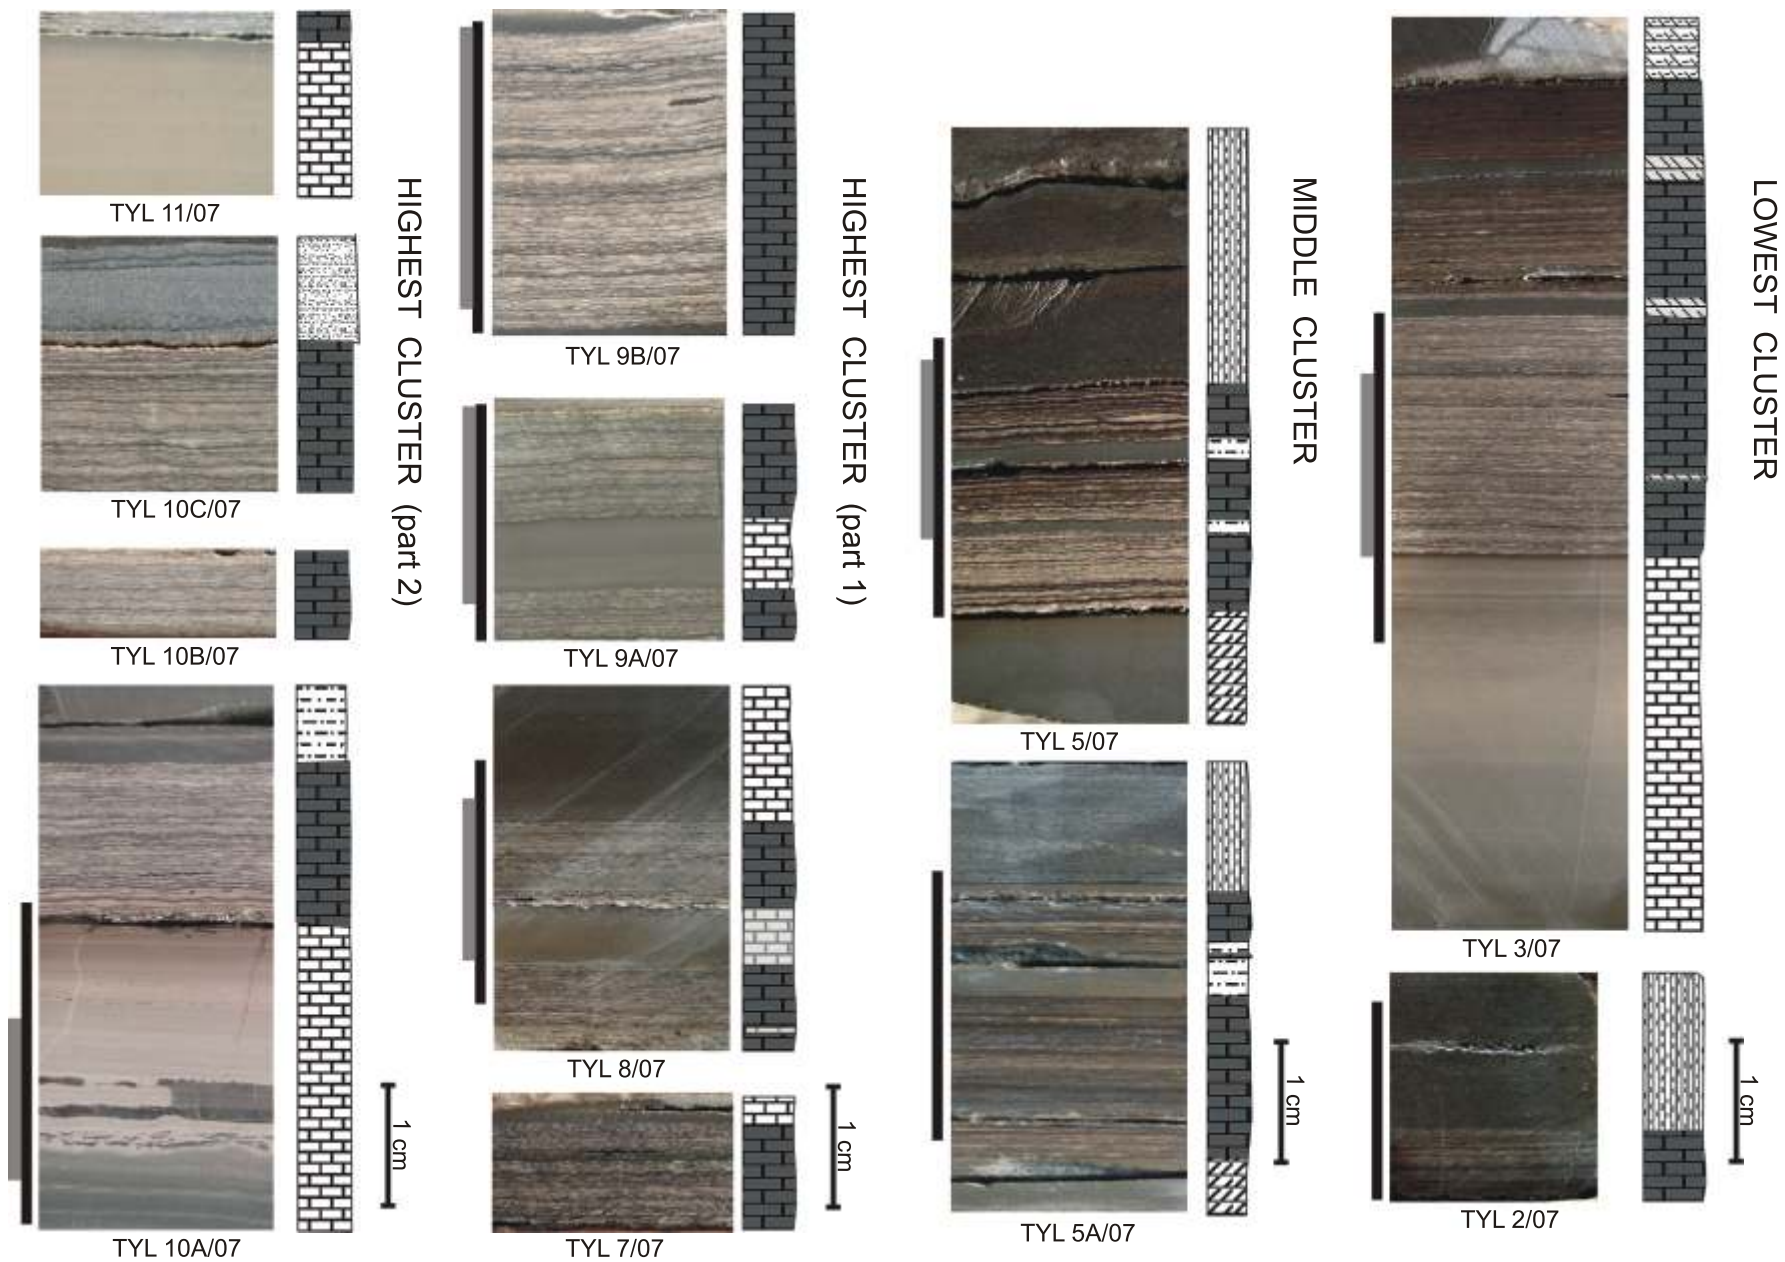 TYL 11/07
TYL 10C/07
TYL 10B/07
TYL 10A/07
HIGHEST CLUSTER (part 2)
1 cm
TYL 9B/07
TYL 9A/07
TYL 8/07
TYL 7/07
HIGHEST CLUSTER (part 1)
1 cm
TYL 5/07
TYL 5A/07
MIDDLE CLUSTER
1 cm
TYL 3/07
TYL 2/07
LOWEST CLUSTER
1 cm